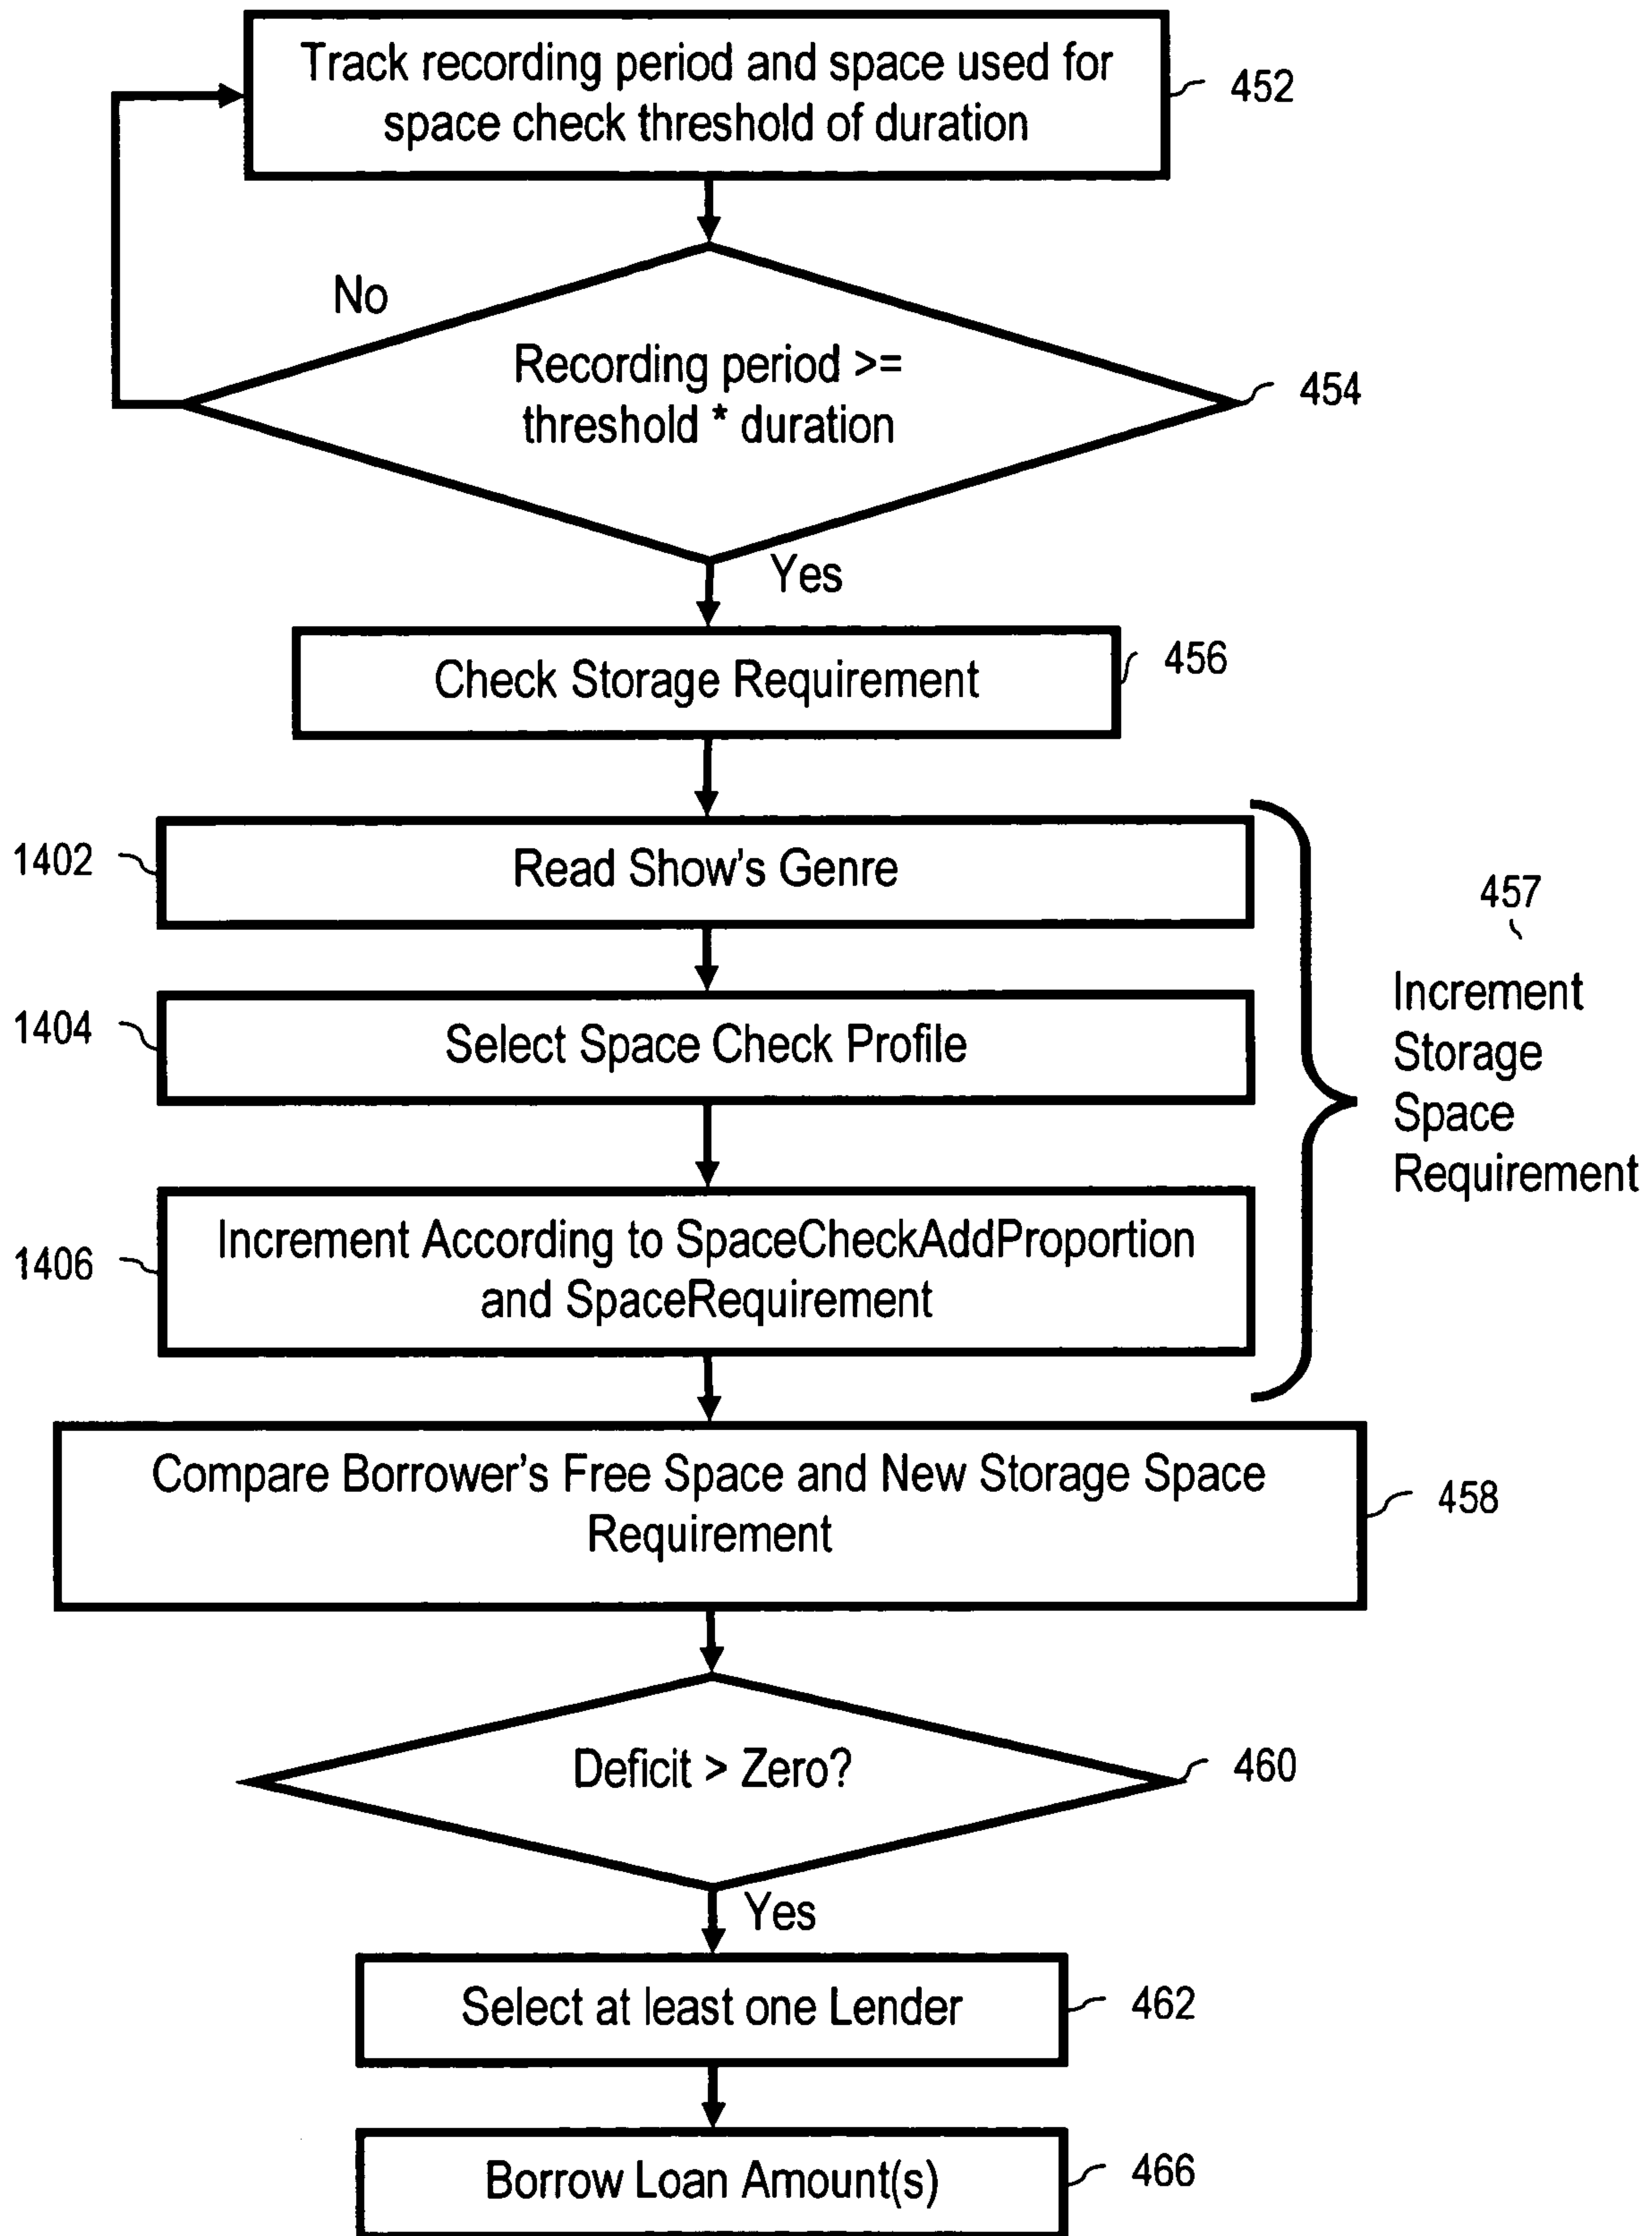 Track recording period and space used for
space check threshold of duration
452
No
Recording period >=
threshold * duration
454
Yes
Check Storage Requirement
456
1402
Read Show's Genre
457
Increment
Storage
Space
Requirement
1404
Select Space Check Profile
1406
Increment According to SpaceCheckAddProportion
and SpaceRequirement
Compare Borrower's Free Space and New Storage Space
Requirement
458
Deficit > Zero?
460
Yes
Select at least one Lender
462
Borrow Loan Amount(s)
466